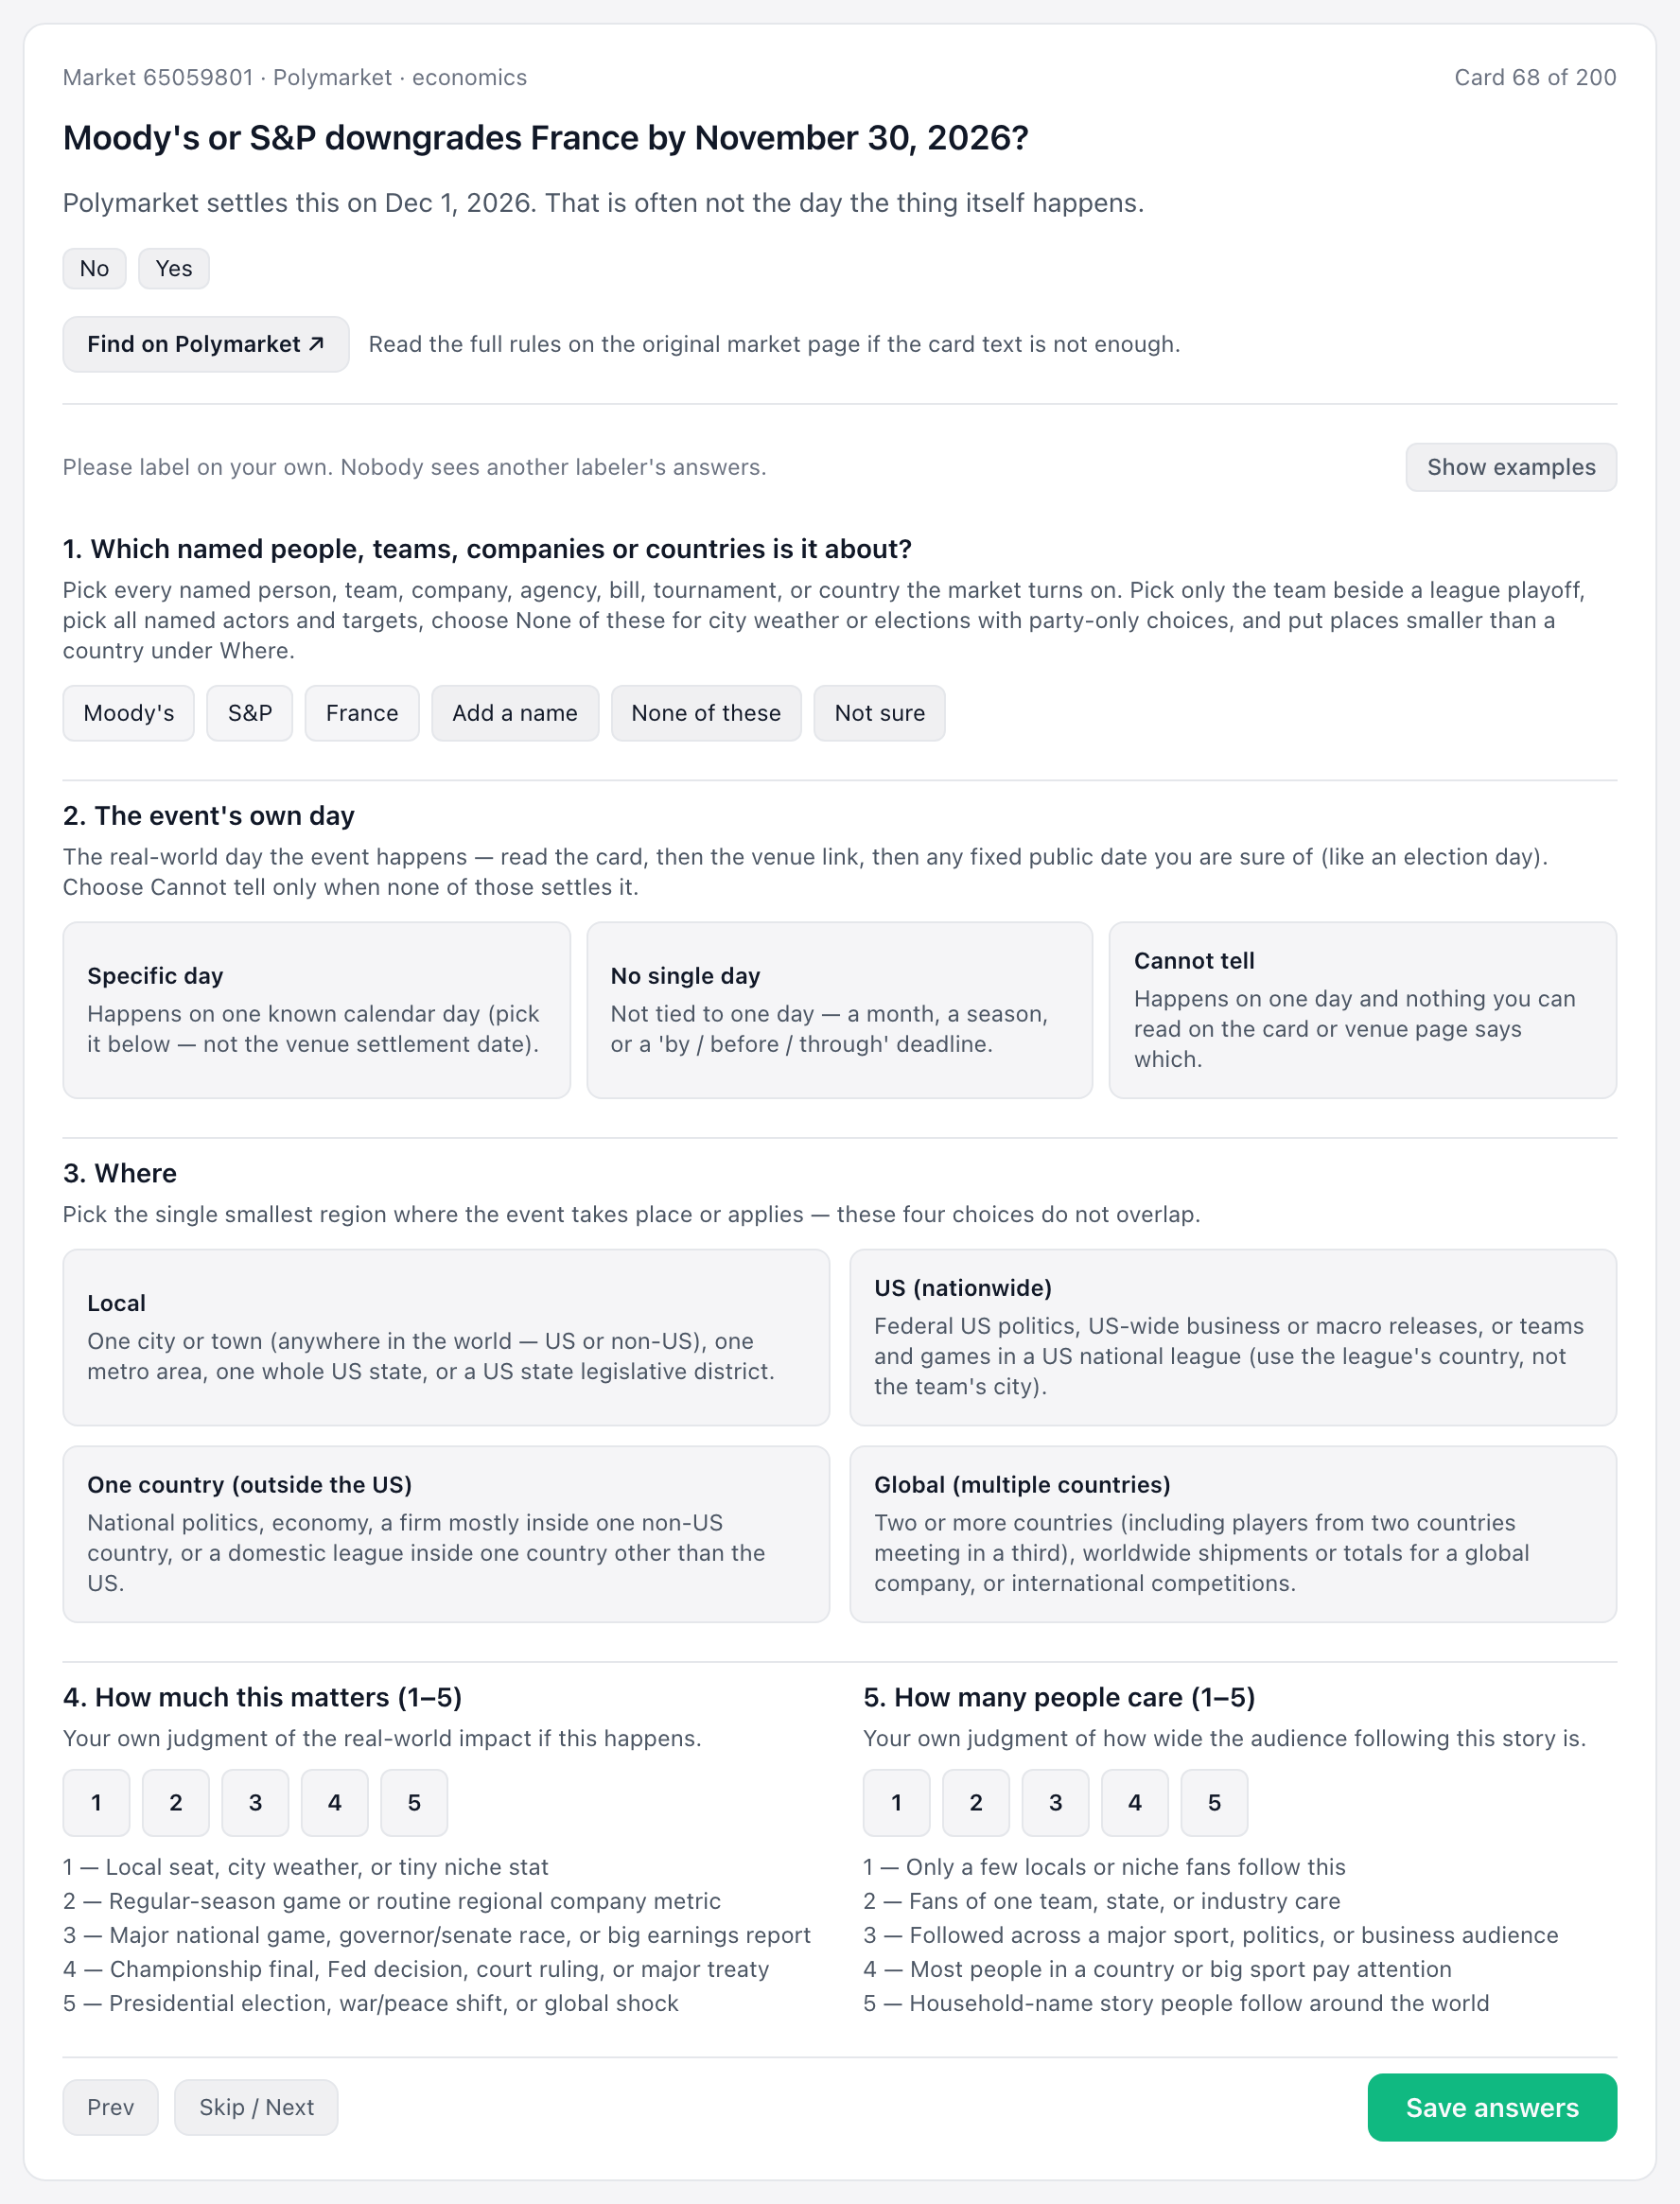 Market 65059801 · Polymarket · economics
Card 68 of 200
Moody's or S&P downgrades France by November 30, 2026?
Polymarket settles this on Dec 1, 2026. That is often not the day the thing itself happens.
No
Yes
Find on Polymarket ↗
Read the full rules on the original market page if the card text is not enough.
Please label on your own. Nobody sees another labeler's answers.
Show examples
1. Which named people, teams, companies or countries is it about?
Pick every named person, team, company, agency, bill, tournament, or country the market turns on. Pick only the team beside a league playoff,
pick all named actors and targets, choose None of these for city weather or elections with party-only choices, and put places smaller than a
country under Where.
Moody's
S&P
France
Add a name
None of these
Not sure
2. The event's own day
The real-world day the event happens — read the card, then the venue link, then any fixed public date you are sure of (like an election day).
Choose Cannot tell only when none of those settles it.
Specific day
Happens on one known calendar day (pick
it below — not the venue settlement date).
No single day
Not tied to one day — a month, a season,
or a 'by / before / through' deadline.
Cannot tell
Happens on one day and nothing you can
read on the card or venue page says
which.
3. Where
Pick the single smallest region where the event takes place or applies — these four choices do not overlap.
Local
One city or town (anywhere in the world — US or non-US), one
metro area, one whole US state, or a US state legislative district.
US (nationwide)
Federal US politics, US-wide business or macro releases, or teams
and games in a US national league (use the league's country, not
the team's city).
One country (outside the US)
National politics, economy, a firm mostly inside one non-US
country, or a domestic league inside one country other than the
US.
Global (multiple countries)
Two or more countries (including players from two countries
meeting in a third), worldwide shipments or totals for a global
company, or international competitions.
4. How much this matters (1–5)
Your own judgment of the real-world impact if this happens.
1
2
3
4
5
1 — Local seat, city weather, or tiny niche stat
2 — Regular-season game or routine regional company metric
3 — Major national game, governor/senate race, or big earnings report
4 — Championship final, Fed decision, court ruling, or major treaty
5 — Presidential election, war/peace shift, or global shock
5. How many people care (1–5)
Your own judgment of how wide the audience following this story is.
1
2
3
4
5
1 — Only a few locals or niche fans follow this
2 — Fans of one team, state, or industry care
3 — Followed across a major sport, politics, or business audience
4 — Most people in a country or big sport pay attention
5 — Household-name story people follow around the world
Prev
Skip / Next
Save answers